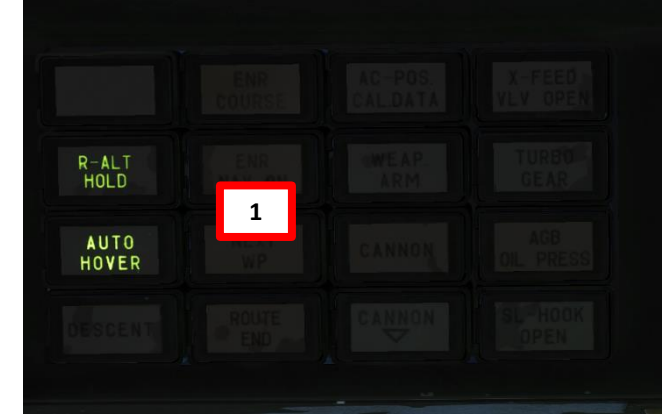 ENR
COURSE
AC-POS
CAL.DATA
X-FEED
VLV OPEN
R-ALT
HOLD
ENR
WEAP.
ARM
TURBO
GEAR
1
AUTO
HOVER
WP
CANNON
AGB
OIL PRESS
DESCENT
ROUTE
END
CANNON
SL-HOOK
OPEN